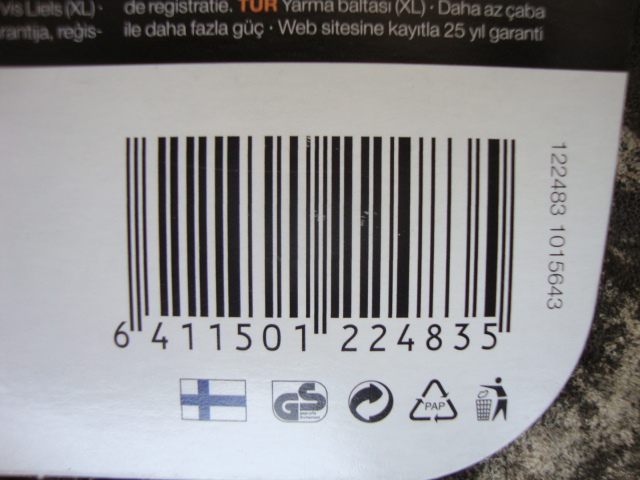 Vis Liels (XL) ·
rantija, reģis-
de registratie. TUR Yarma baltası (XL) · Daha az çaba
ile daha fazla güç · Web sitesine kayıtla 25 yıl garanti
122483 1015643
6 411501 224835
GS
PAP